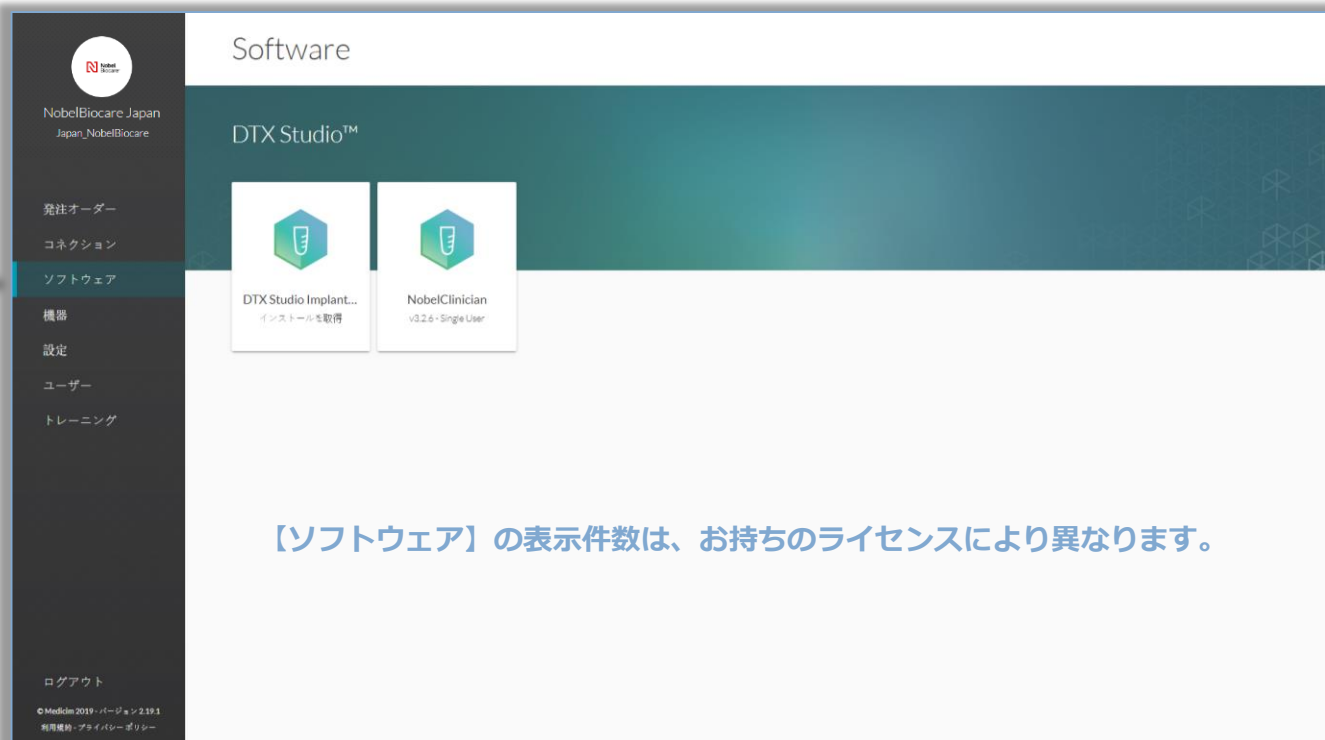 Software
Nobel
Biocare
NobelBiocare Japan
Japan_NobelBiocare
DTX Studio™
発注オーダー
コネクション
ソフトウェア
機器
設定
ユーザー
トレーニング
DTX Studio Implant...
インストールを取得
NobelClinician
v3.2.6 - Single User
【ソフトウェア】の表示件数は、お持ちのライセンスにより異なります。
ログアウト
© Medicim 2019 - バージョン 2.19.1
利用規約 - プライバシーポリシー